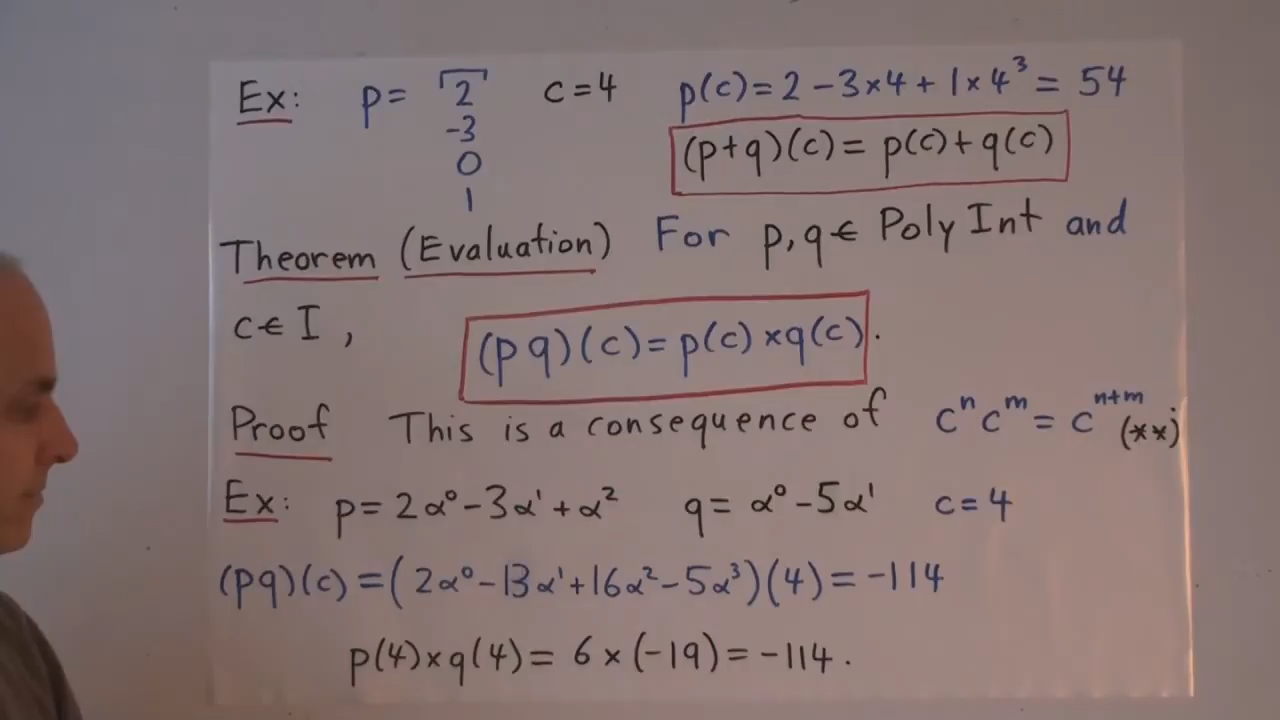 Ex: p= 2 c=4 p(c)=2-3×4+1×4³=54
-3
0
1
(p+q)(c)=p(c)+q(c)
Theorem (Evaluation) For p,q∈ Poly Int and
c∈ I, (pq)(c)=p(c)×q(c).
Proof This is a consequence of cⁿcᵐ=cⁿ⁺ᵐ (**)
Ex: p=2α⁰-3α¹+α² q=α⁰-5α¹ c=4
(pq)(c)=(2α⁰-13α¹+16α²-5α³)(4)=-114
p(4)×q(4)=6×(-19)=-114.